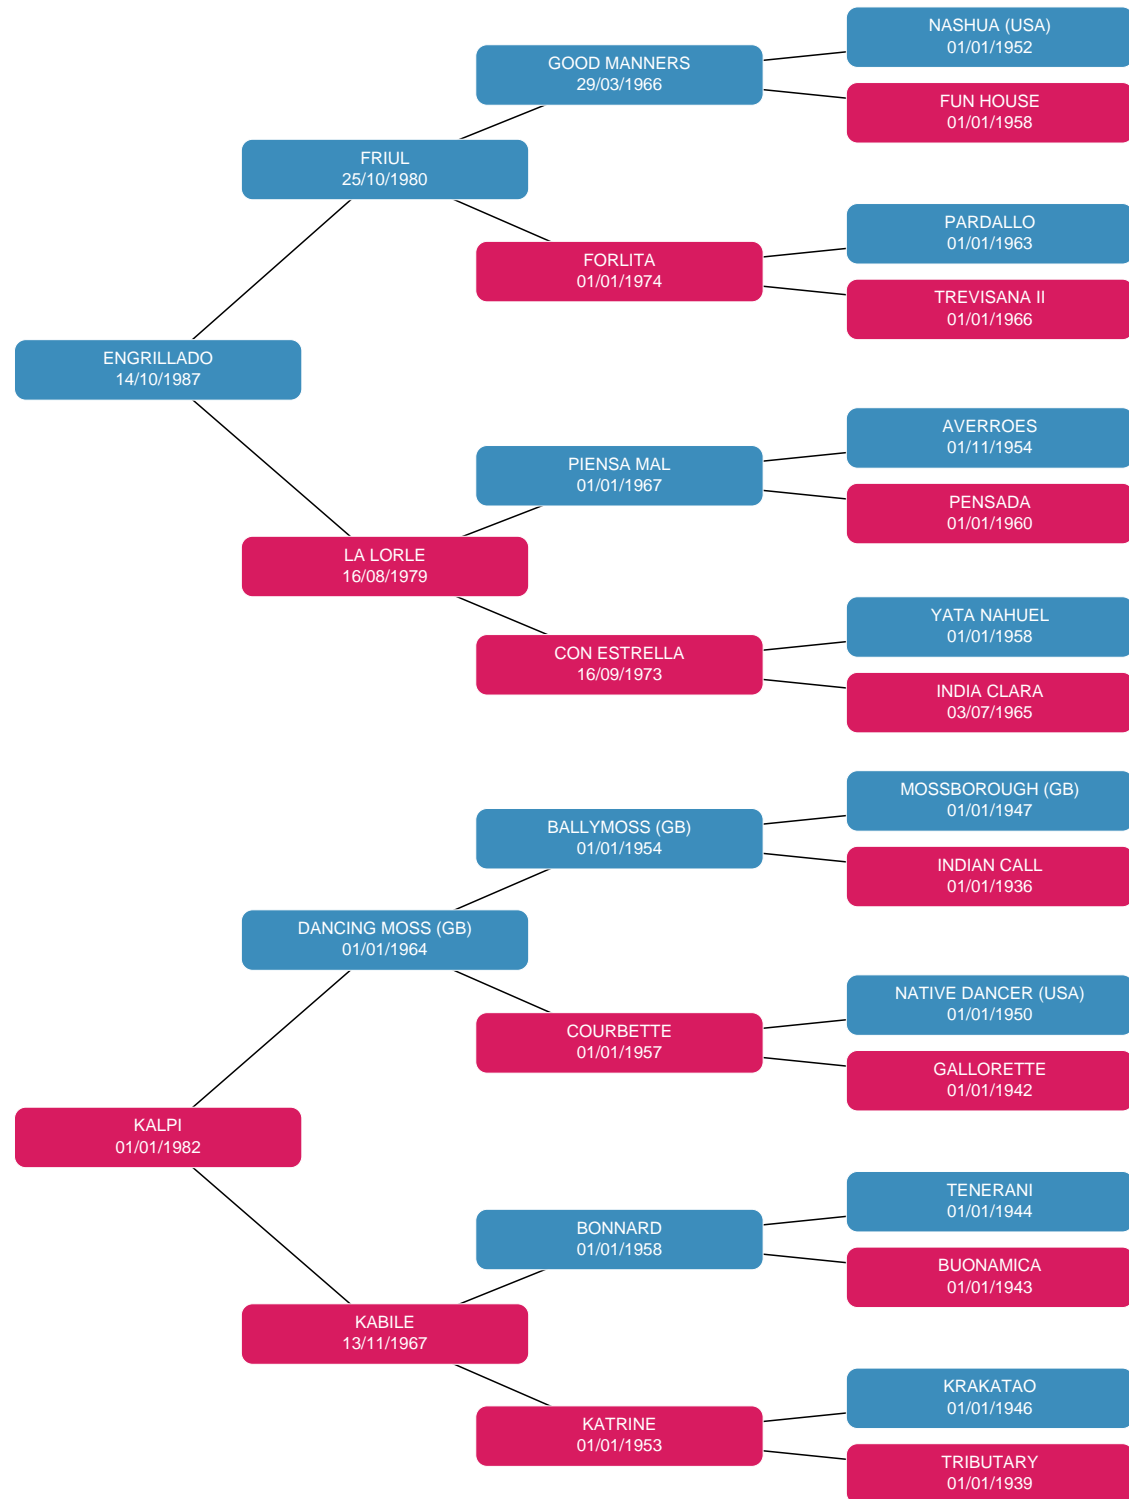 NASHUA (USA)
01/01/1952
GOOD MANNERS
29/03/1966
FUN HOUSE
01/01/1958
FRIUL
25/10/1980
PARDALLO
01/01/1963
FORLITA
01/01/1974
TREVISANA II
01/01/1966
ENGRILLADO
14/10/1987
AVERROES
01/11/1954
PIENSA MAL
01/01/1967
PENSADA
01/01/1960
LA LORLE
16/08/1979
YATA NAHUEL
01/01/1958
CON ESTRELLA
16/09/1973
INDIA CLARA
03/07/1965
MOSSBOROUGH (GB)
01/01/1947
BALLYMOSS (GB)
01/01/1954
INDIAN CALL
01/01/1936
DANCING MOSS (GB)
01/01/1964
NATIVE DANCER (USA)
01/01/1950
COURBETTE
01/01/1957
GALLORETTE
01/01/1942
KALPI
01/01/1982
TENERANI
01/01/1944
BONNARD
01/01/1958
BUONAMICA
01/01/1943
KABILE
13/11/1967
KRAKATAO
01/01/1946
KATRINE
01/01/1953
TRIBUTARY
01/01/1939